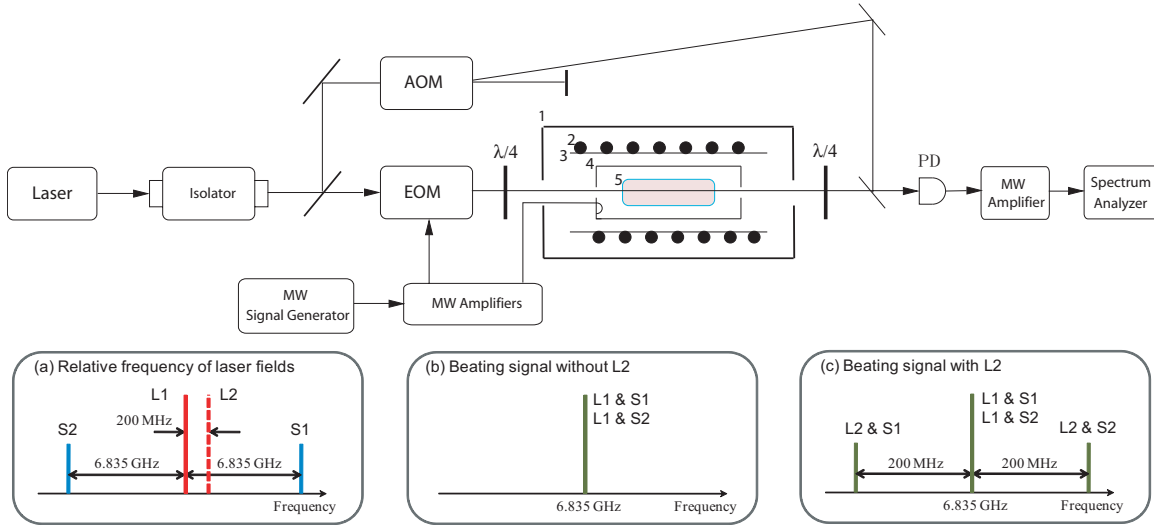 AOM
1
2
3
4
5
λ/4
λ/4
PD
Laser
Isolator
EOM
MW
Amplifier
Spectrum
Analyzer
MW
Signal Generator
MW Amplifiers
(a) Relative frequency of laser fields
L1
L2
200 MHz
S2
S1
6.835 GHz
6.835 GHz
Frequency
(b) Beating signal without L2
L1 & S1
L1 & S2
6.835 GHz
Frequency
(c) Beating signal with L2
L1 & S1
L1 & S2
L2 & S1
L2 & S2
200 MHz
200 MHz
6.835 GHz
Frequency